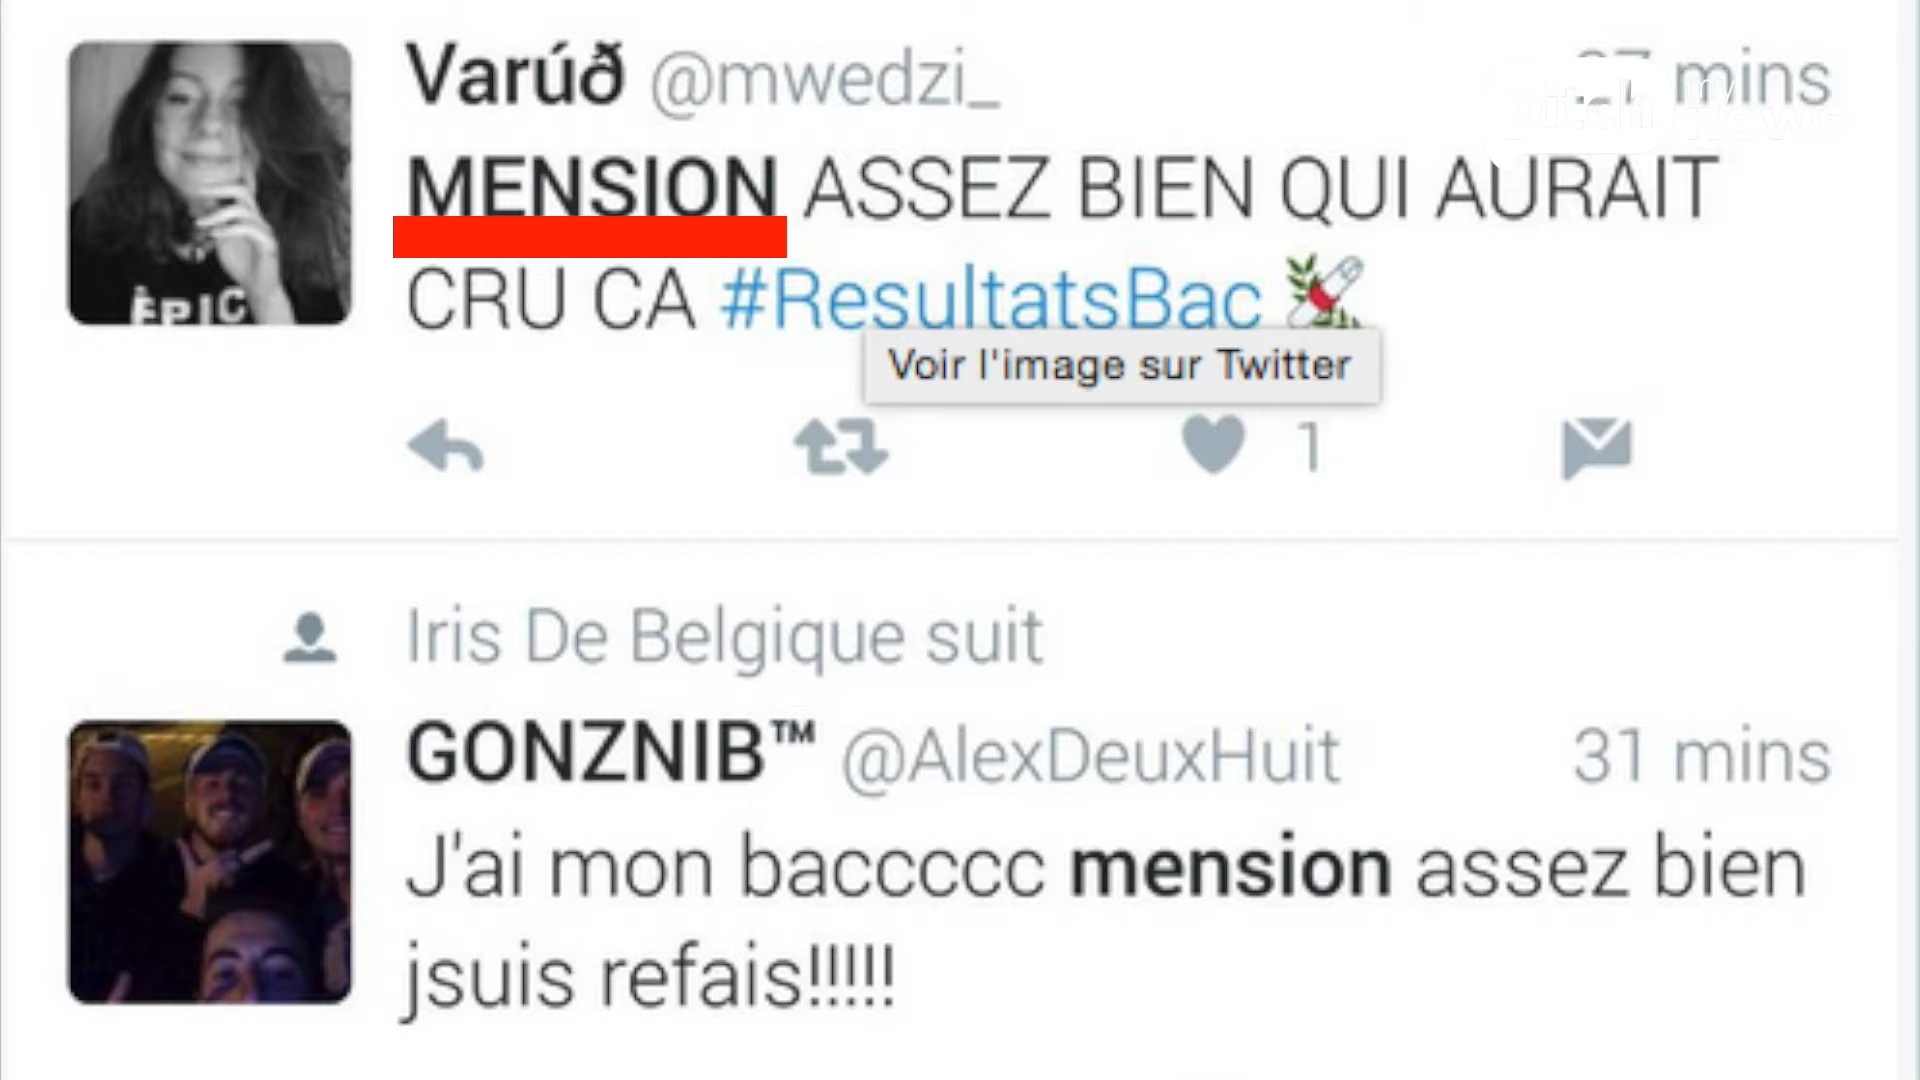 Varúð @mwedzi_ mins
MENSION ASSEZ BIEN QUI AURAIT
CRU CA #ResultatsBac
Voir l'image sur Twitter
1
Iris De Belgique suit
GONZNIB™ @AlexDeuxHuit 31 mins
J'ai mon baccccc mension assez bien
jsuis refais!!!!!
ÉPIC